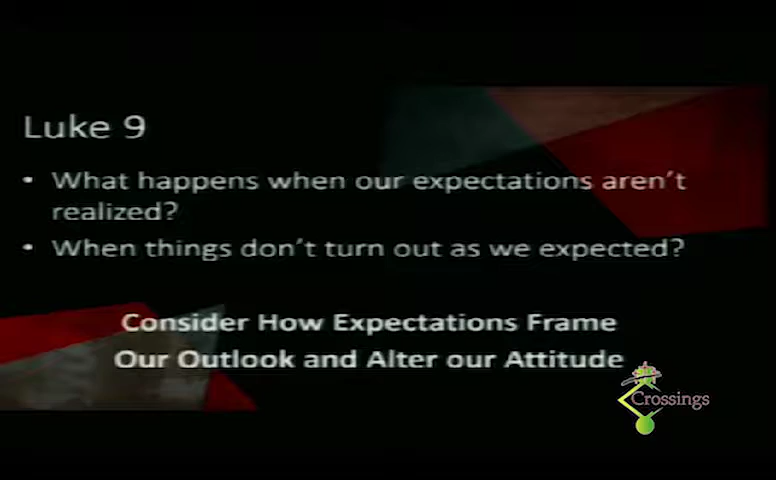 Luke 9
• What happens when our expectations aren't
realized?
• When things don't turn out as we expected?
Consider How Expectations Frame
Our Outlook and Alter our Attitude
Crossings